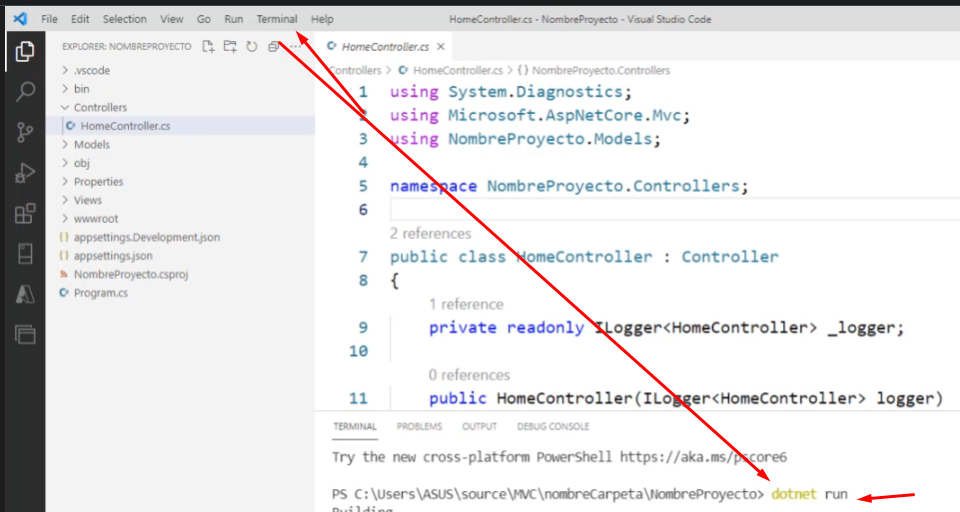 File Edit Selection View Go Run Terminal Help HomeController.cs - NombreProyecto - Visual Studio Code
EXPLORER: NOMBREPROYECTO
.vscode
bin
Controllers
HomeController.cs
Models
obj
Properties
Views
wwwroot
appsettings.Development.json
appsettings.json
NombreProyecto.csproj
Program.cs
HomeController.cs
Controllers > HomeController.cs > {} NombreProyecto.Controllers
1 using System.Diagnostics;
2 using Microsoft.AspNetCore.Mvc;
3 using NombreProyecto.Models;
4
5 namespace NombreProyecto.Controllers;
6
2 references
7 public class HomeController : Controller
8 {
1 reference
9 private readonly ILogger<HomeController> _logger;
10
0 references
11 public HomeController(ILogger<HomeController> logger)
TERMINAL PROBLEMS OUTPUT DEBUG CONSOLE
Try the new cross-platform PowerShell https://aka.ms/pscore6
PS C:\Users\ASUS\source\MVC\nombreCarpeta\NombreProyecto> dotnet run
Building